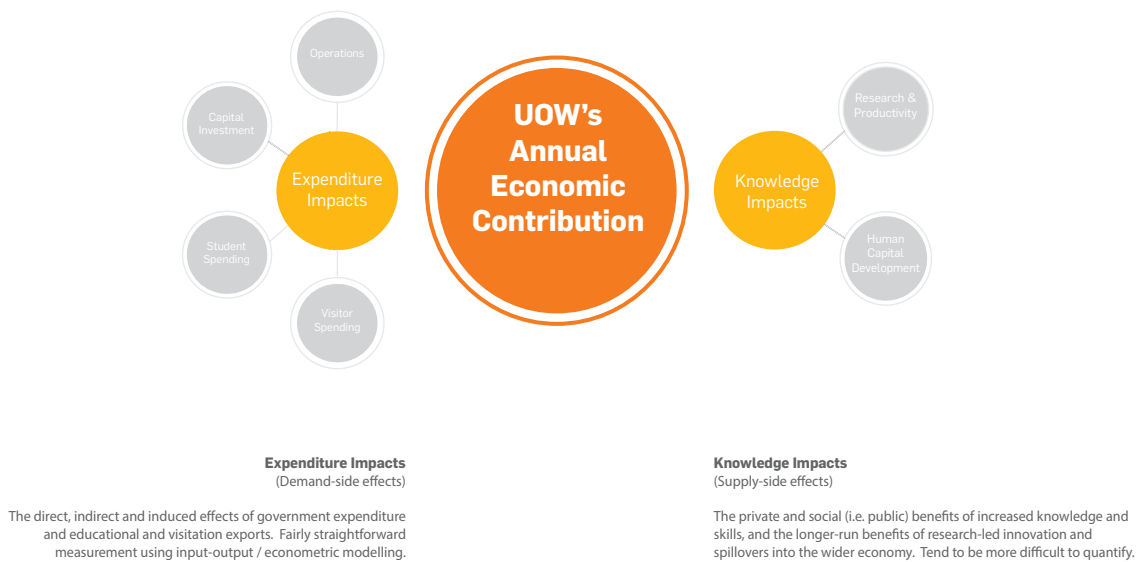 Operations
Capital
Investment
Expenditure
Impacts
Student
Spending
Visitor
Spending
UOW’s
Annual
Economic
Contribution
Research &
Productivity
Knowledge
Impacts
Human
Capital
Development
Expenditure Impacts
(Demand-side effects)
The direct, indirect and induced effects of government expenditure
and educational and visitation exports. Fairly straightforward
measurement using input-output / econometric modelling.
Knowledge Impacts
(Supply-side effects)
The private and social (i.e. public) benefits of increased knowledge and
skills, and the longer-run benefits of research-led innovation and
spillovers into the wider economy. Tend to be more difficult to quantify.